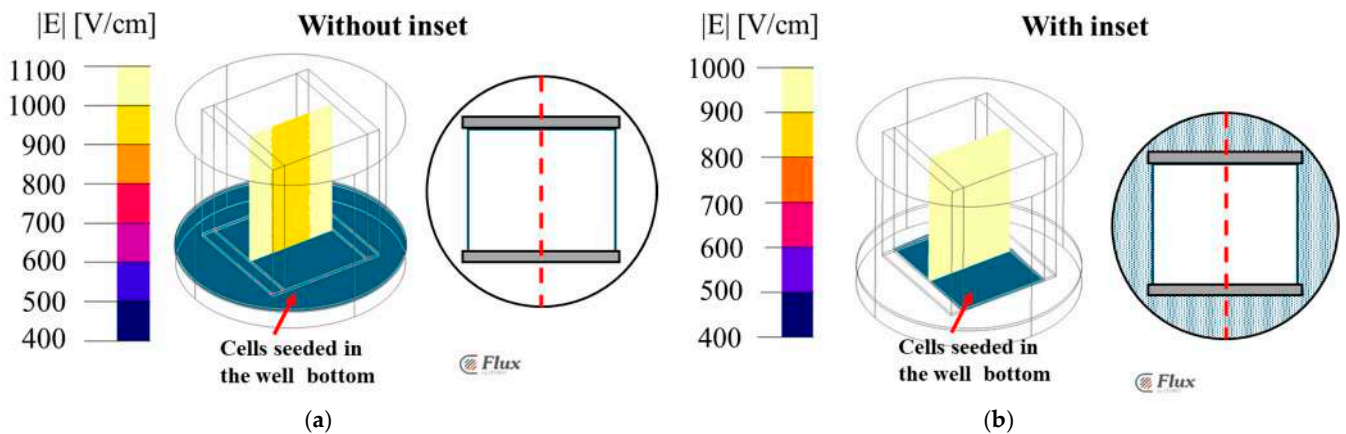 |E| [V/cm]
Without inset
1100
1000
900
800
700
600
500
400
Cells seeded in
the well bottom
Flux
(a)
|E| [V/cm]
With inset
1000
900
800
700
600
500
400
Cells seeded in
the well bottom
Flux
(b)